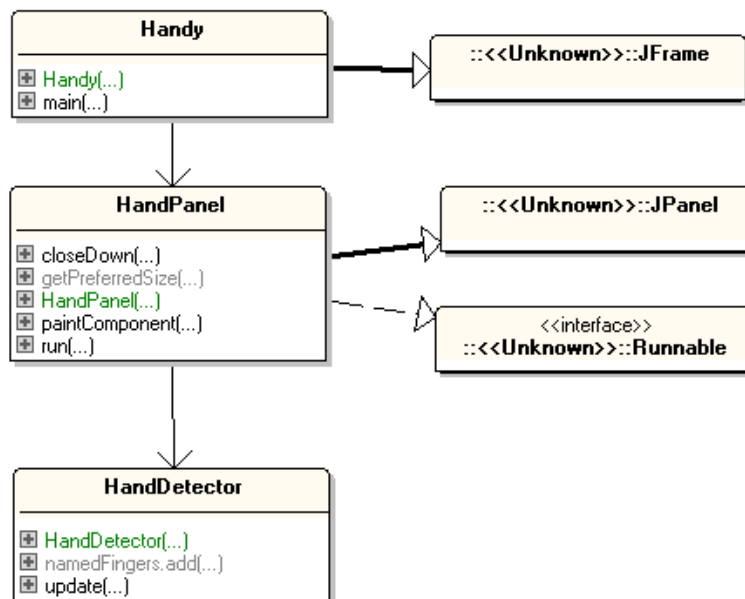 Handy
Handy(...)
main(...)
::<<Unknown>>::JFrame
HandPanel
closeDown(...)
getPreferredSize(...)
HandPanel(...)
paintComponent(...)
run(...)
::<<Unknown>>::JPanel
<<interface>>
::<<Unknown>>::Runnable
HandDetector
HandDetector(...)
namedFingers.add(...)
update(...)